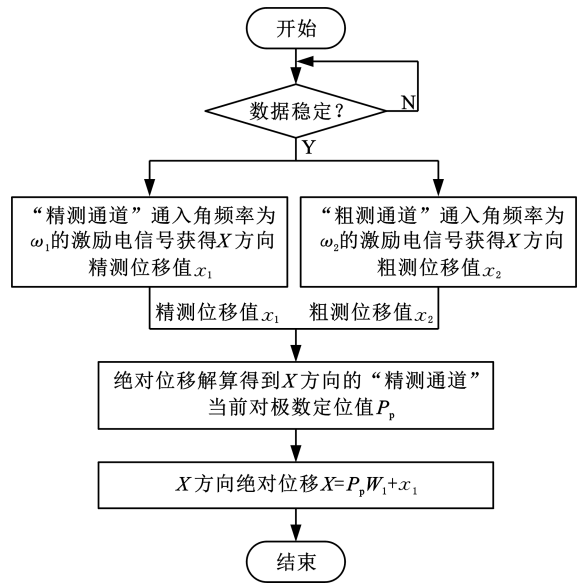 开始
数据稳定？
N
Y
“精测通道”通入角频率为
ω₁的激励电信号获得X方向
精测位移值x₁
“粗测通道”通入角频率为
ω₂的激励电信号获得X方向
粗测位移值x₂
精测位移值x₁
粗测位移值x₂
绝对位移解算得到X方向的“精测通道”
当前对极数定位值Pₚ
X方向绝对位移X=PₚW₁+x₁
结束